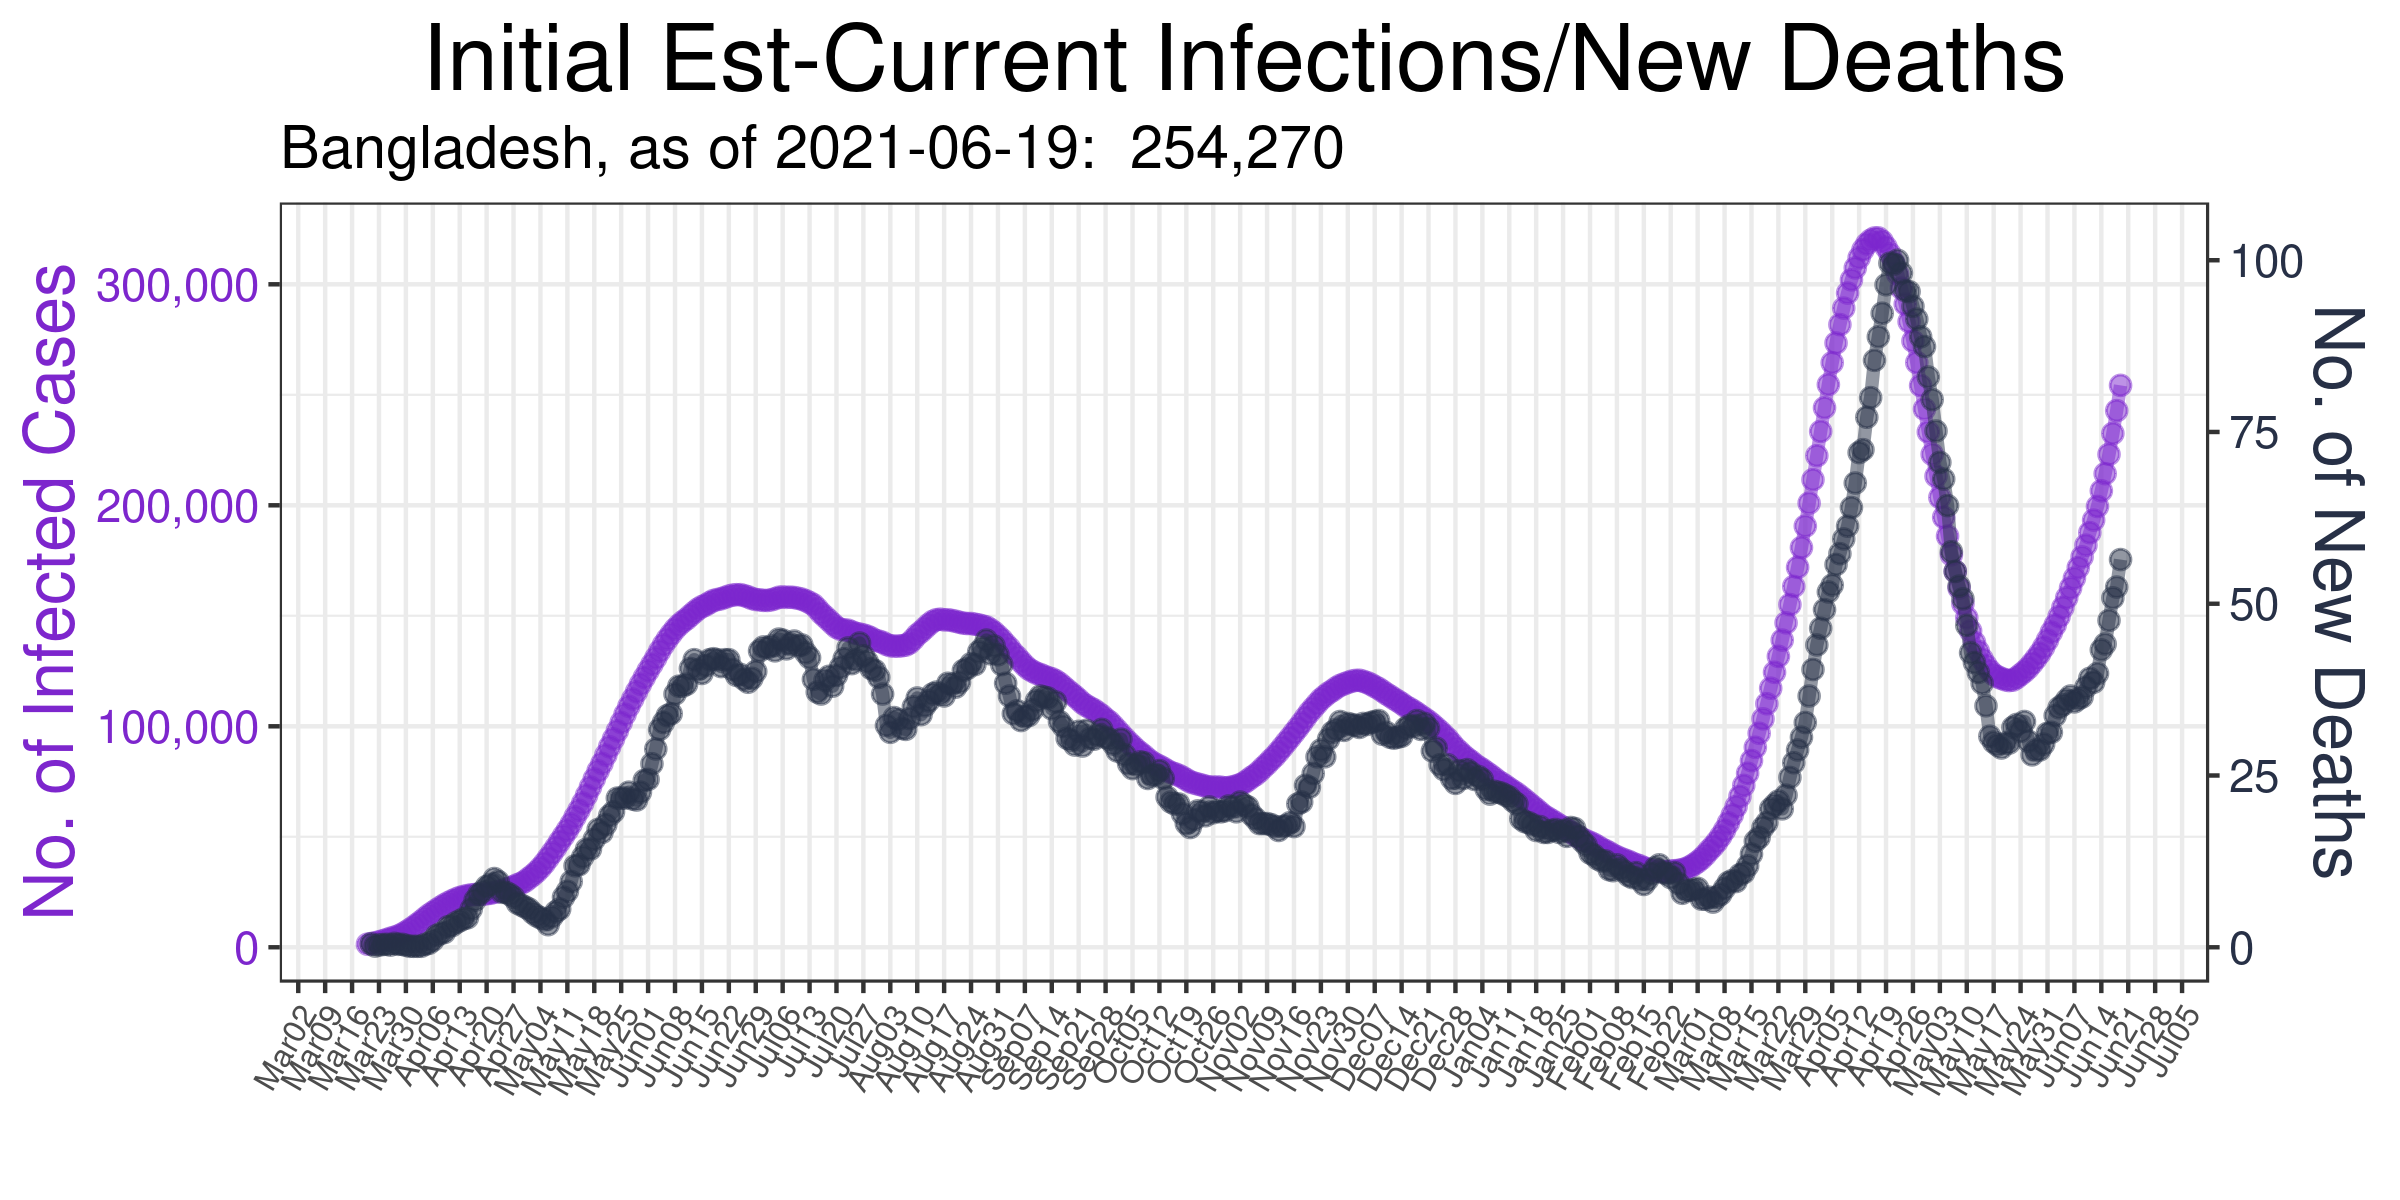 Initial Est-Current Infections/New Deaths
Bangladesh, as of 2021-06-19:  254,270
No. of Infected Cases
300,000
200,000
100,000
0
No. of New Deaths
100
75
50
25
0
Mar02
Mar09
Mar16
Mar23
Mar30
Apr06
Apr13
Apr20
Apr27
May04
May11
May18
May25
Jun01
Jun08
Jun15
Jun22
Jun29
Jul06
Jul13
Jul20
Jul27
Aug03
Aug10
Aug17
Aug24
Aug31
Sep07
Sep14
Sep21
Sep28
Oct05
Oct12
Oct19
Oct26
Nov02
Nov09
Nov16
Nov23
Nov30
Dec07
Dec14
Dec21
Dec28
Jan04
Jan11
Jan18
Jan25
Feb01
Feb08
Feb15
Feb22
Mar01
Mar08
Mar15
Mar22
Mar29
Apr05
Apr12
Apr19
Apr26
May03
May10
May17
May24
May31
Jun07
Jun14
Jun21
Jun28
Jul05